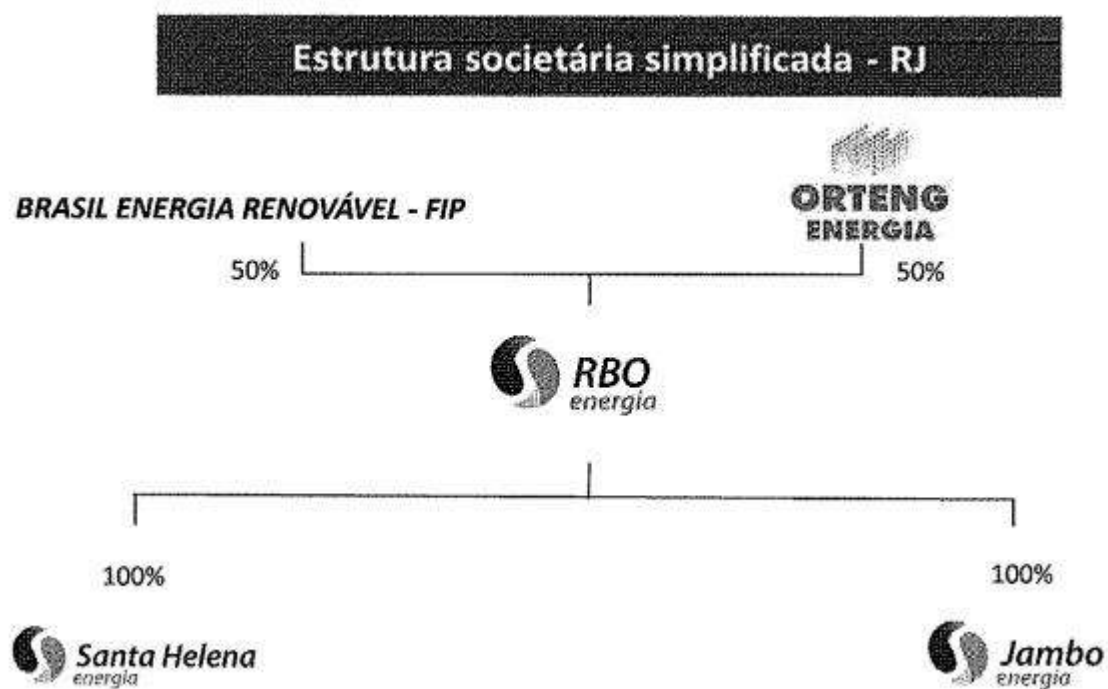 Estrutura societária simplificada - RJ
BRASIL ENERGIA RENOVÁVEL - FIP
ORTENG
ENERGIA
50%
50%
RBO
energia
100%
100%
Santa Helena
energia
Jambo
energia